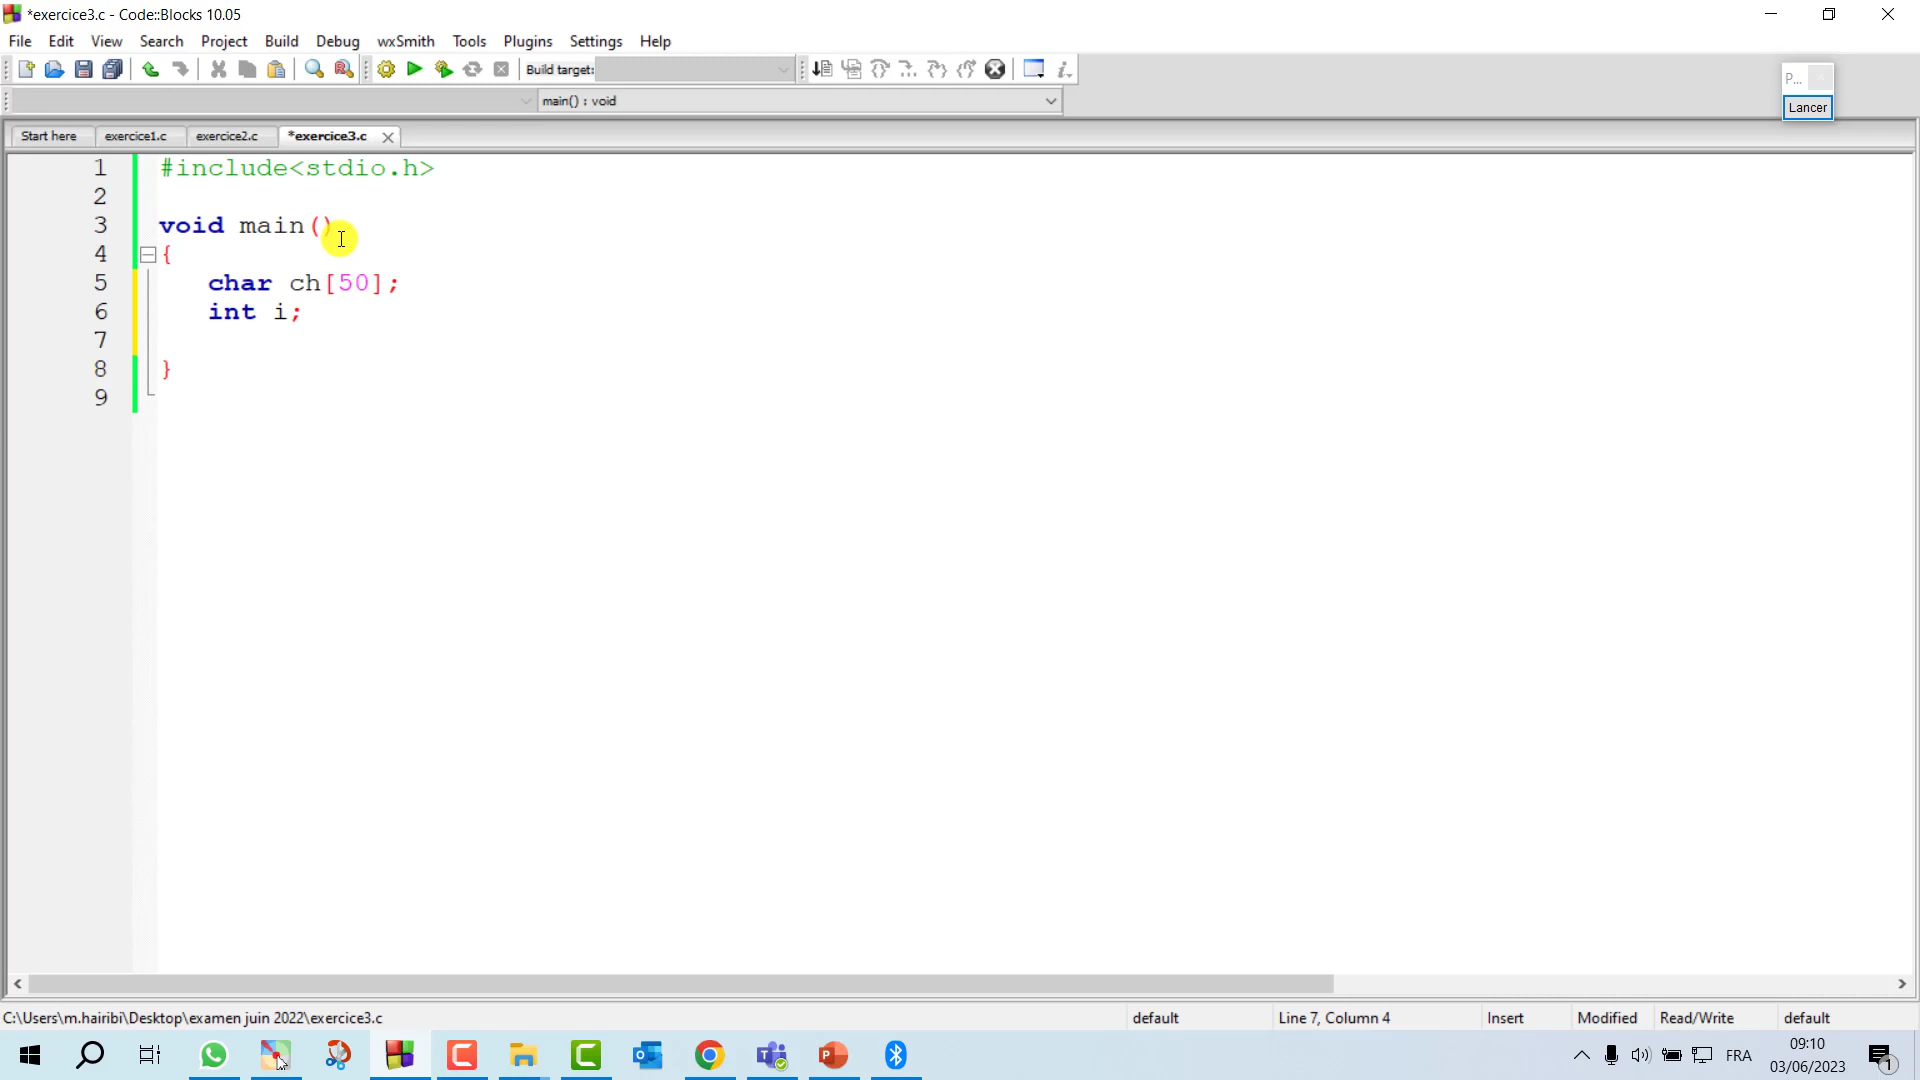 *exercice3.c - Code::Blocks 10.05
File Edit View Search Project Build Debug wxSmith Tools Plugins Settings Help
Build target:
main() : void
P...
Lancer
Start here exercice1.c exercice2.c *exercice3.c
1 #include<stdio.h>
2
3 void main()
4 {
5 char ch[50];
6 int i;
7
8 }
9
C:\Users\m.hairibi\Desktop\examen juin 2022\exercice3.c default Line 7, Column 4 Insert Modified Read/Write default
FRA
09:10
03/06/2023
1